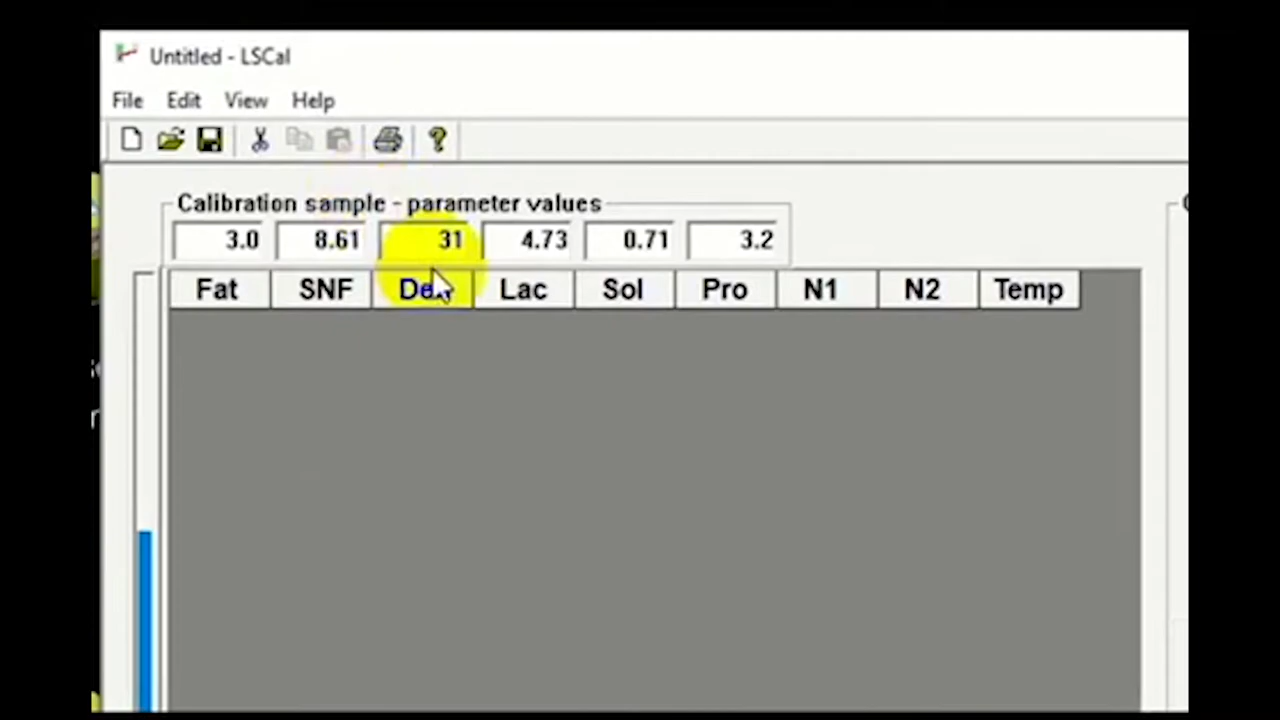 Untitled - LSCal
File Edit View Help
Calibration sample - parameter values
3.0 8.61 31 4.73 0.71 3.2
Fat SNF Lac Sol Pro N1 N2 Temp